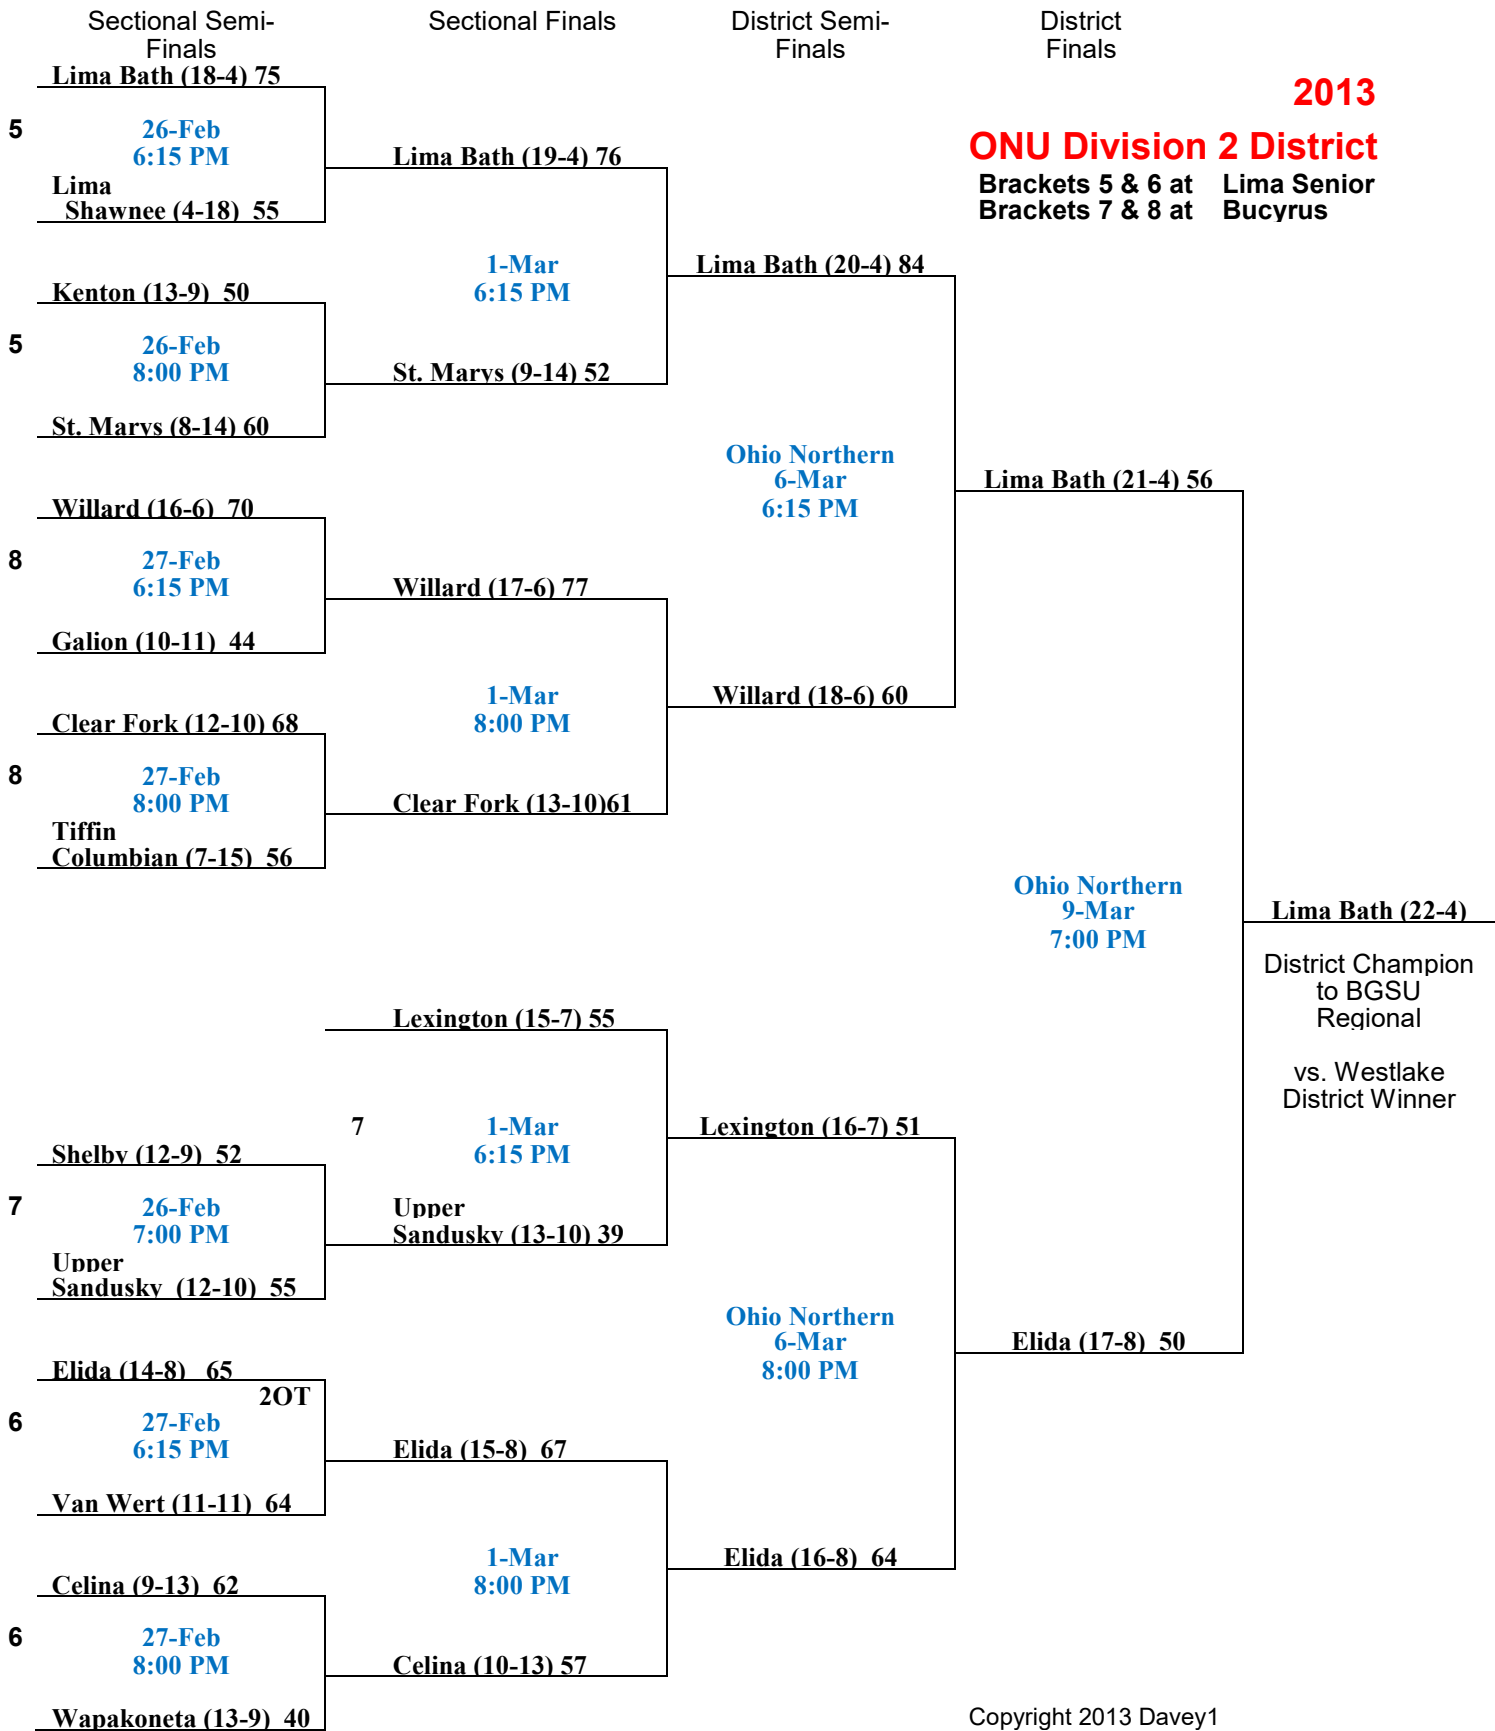 Sectional Semi-
Finals
Sectional Finals
District Semi-
Finals
District
Finals
2013
ONU Division 2 District
Brackets 5 & 6 at Lima Senior
Brackets 7 & 8 at Bucyrus
Lima Bath (18-4) 75
5
26-Feb
6:15 PM
Lima
Shawnee (4-18) 55
Kenton (13-9) 50
5
26-Feb
8:00 PM
St. Marys (8-14) 60
Willard (16-6) 70
8
27-Feb
6:15 PM
Galion (10-11) 44
Clear Fork (12-10) 68
8
27-Feb
8:00 PM
Tiffin
Columbian (7-15) 56
Shelby (12-9) 52
7
26-Feb
7:00 PM
Upper
Sandusky (12-10) 55
Elida (14-8) 65
2OT
6
27-Feb
6:15 PM
Van Wert (11-11) 64
Celina (9-13) 62
6
27-Feb
8:00 PM
Wapakoneta (13-9) 40
Lima Bath (19-4) 76
1-Mar
6:15 PM
St. Marys (9-14) 52
Willard (17-6) 77
1-Mar
8:00 PM
Clear Fork (13-10)61
Lexington (15-7) 55
7
1-Mar
6:15 PM
Upper
Sandusky (13-10) 39
Elida (15-8) 67
1-Mar
8:00 PM
Celina (10-13) 57
Lima Bath (20-4) 84
Ohio Northern
6-Mar
6:15 PM
Willard (18-6) 60
Lexington (16-7) 51
Ohio Northern
6-Mar
8:00 PM
Elida (16-8) 64
Lima Bath (21-4) 56
Ohio Northern
9-Mar
7:00 PM
Elida (17-8) 50
Lima Bath (22-4)
District Champion
to BGSU
Regional
vs. Westlake
District Winner
Copyright 2013 Davey1